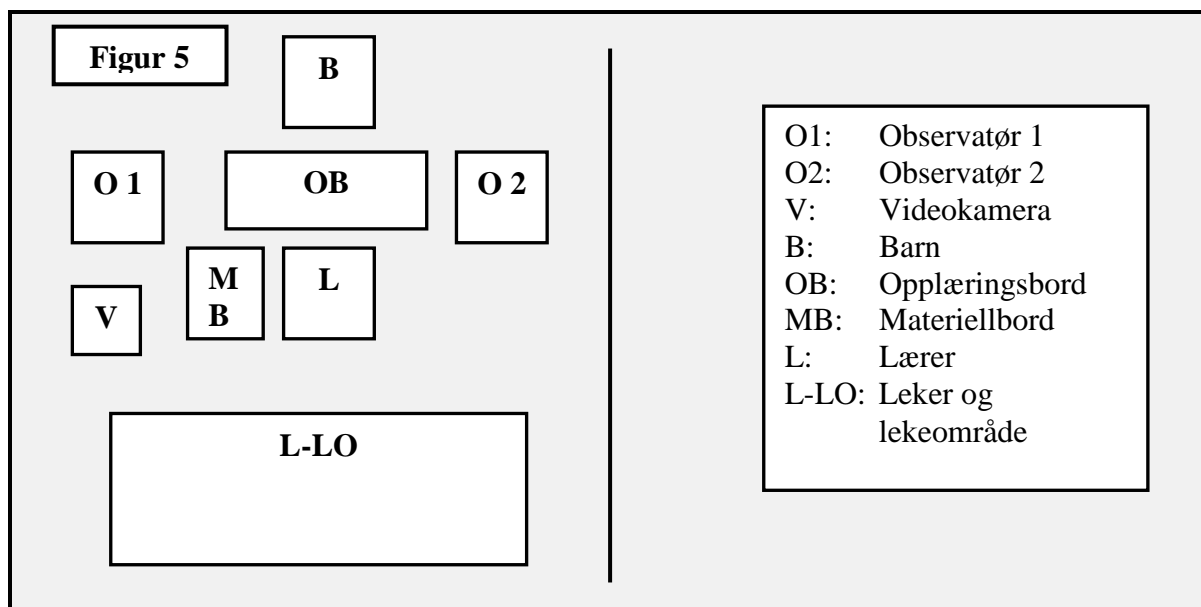 Figur 5
B
O 1
OB
O 2
M
B
L
V
L-LO
O1: Observatør 1
O2: Observatør 2
V: Videokamera
B: Barn
OB: Opplæringsbord
MB: Materiellbord
L: Lærer
L-LO: Leker og
lekeområde